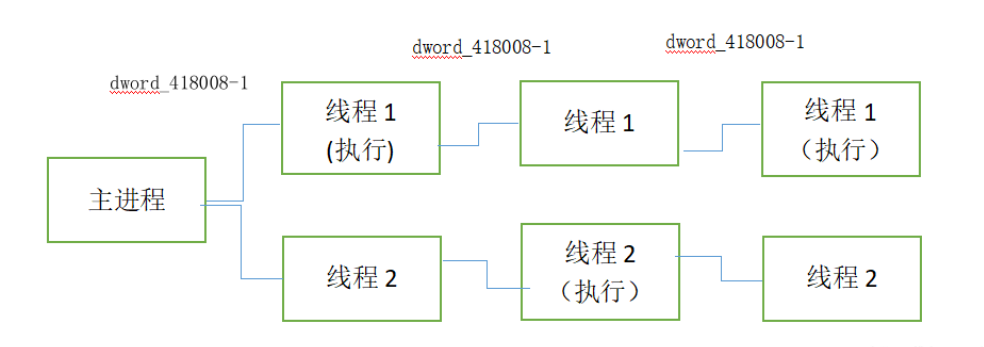 dword_418008-1
dword_418008-1
dword_418008-1
主进程
线程 1
(执行)
线程 1
线程 1
（执行）
线程 2
线程 2
（执行）
线程 2